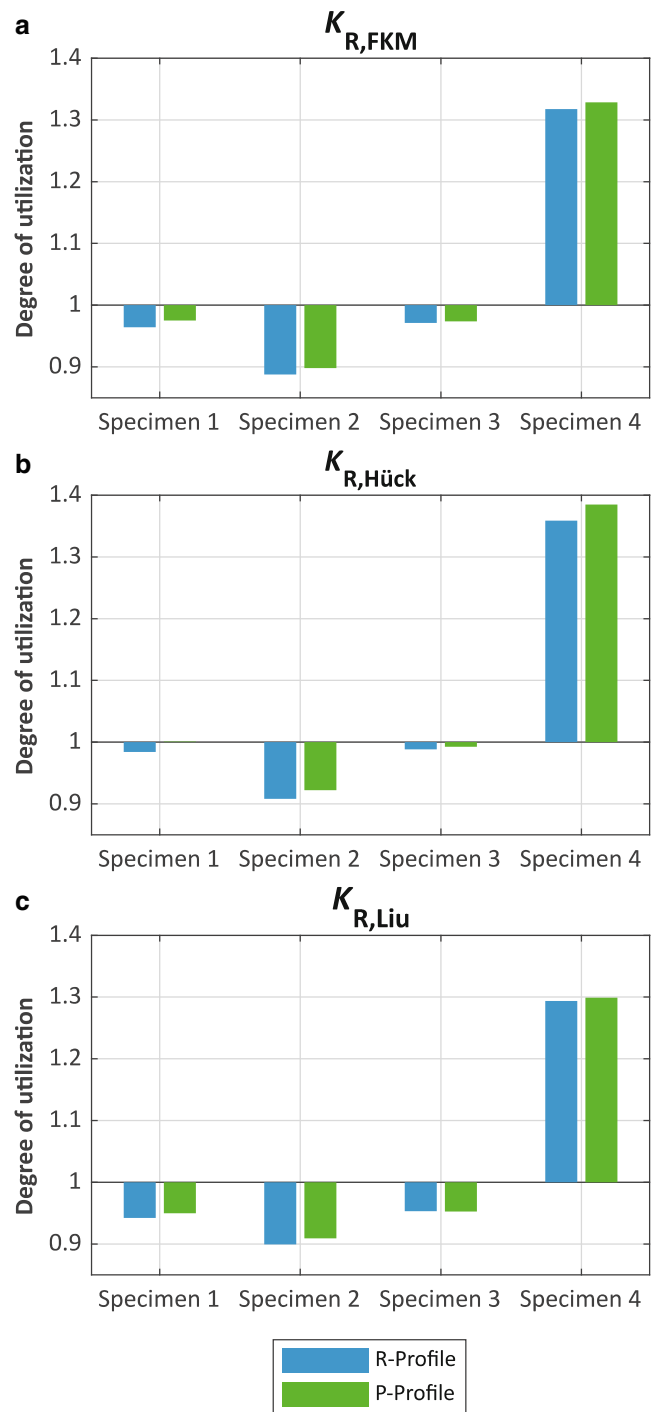 a
K R,FKM
1.4
1.3
1.2
1.1
1
0.9
Degree of utilization
Specimen 1 Specimen 2 Specimen 3 Specimen 4
b
K R,Hück
1.4
1.3
1.2
1.1
1
0.9
Degree of utilization
Specimen 1 Specimen 2 Specimen 3 Specimen 4
c
K R,Liu
1.4
1.3
1.2
1.1
1
0.9
Degree of utilization
Specimen 1 Specimen 2 Specimen 3 Specimen 4
R-Profile
P-Profile